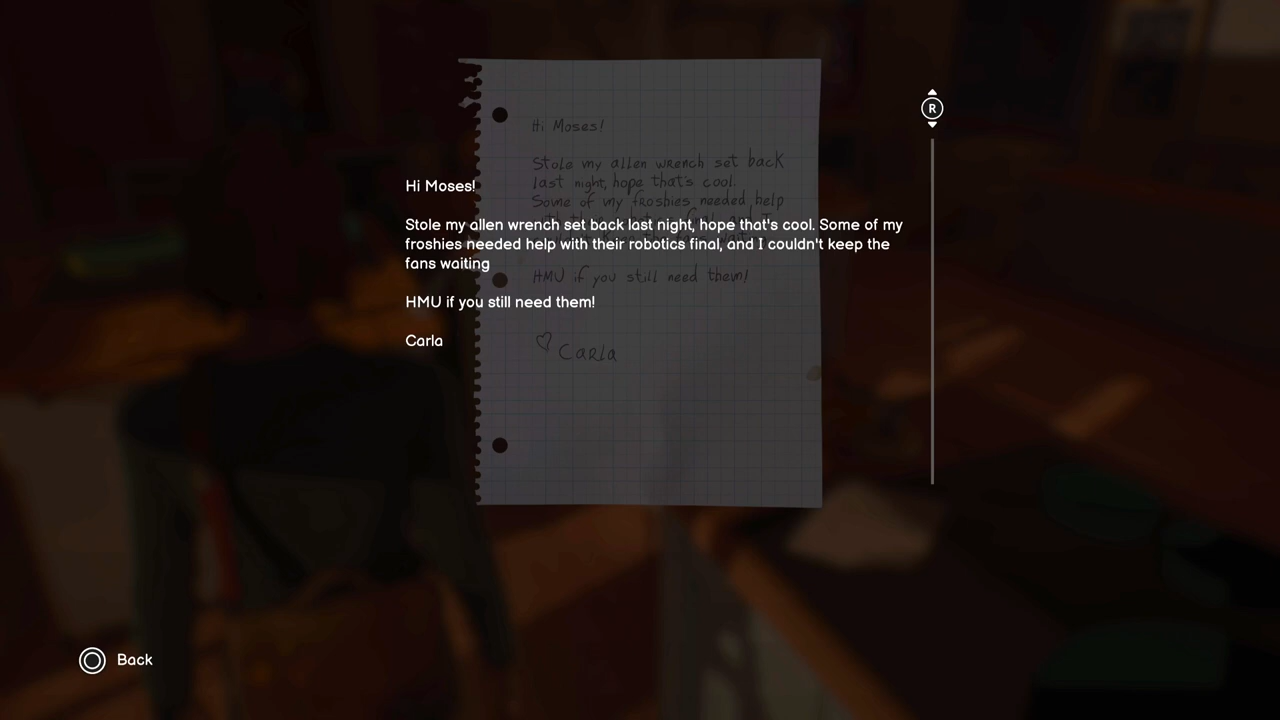 Hi Moses!
Stole my allen wrench set back
last night, hope that's cool.
Some of my froshies needed help
HMU if you still need them!
Carla
R
Hi Moses!
Stole my allen wrench set back last night, hope that's cool. Some of my
froshies needed help with their robotics final, and I couldn't keep the
fans waiting
HMU if you still need them!
Carla
Back